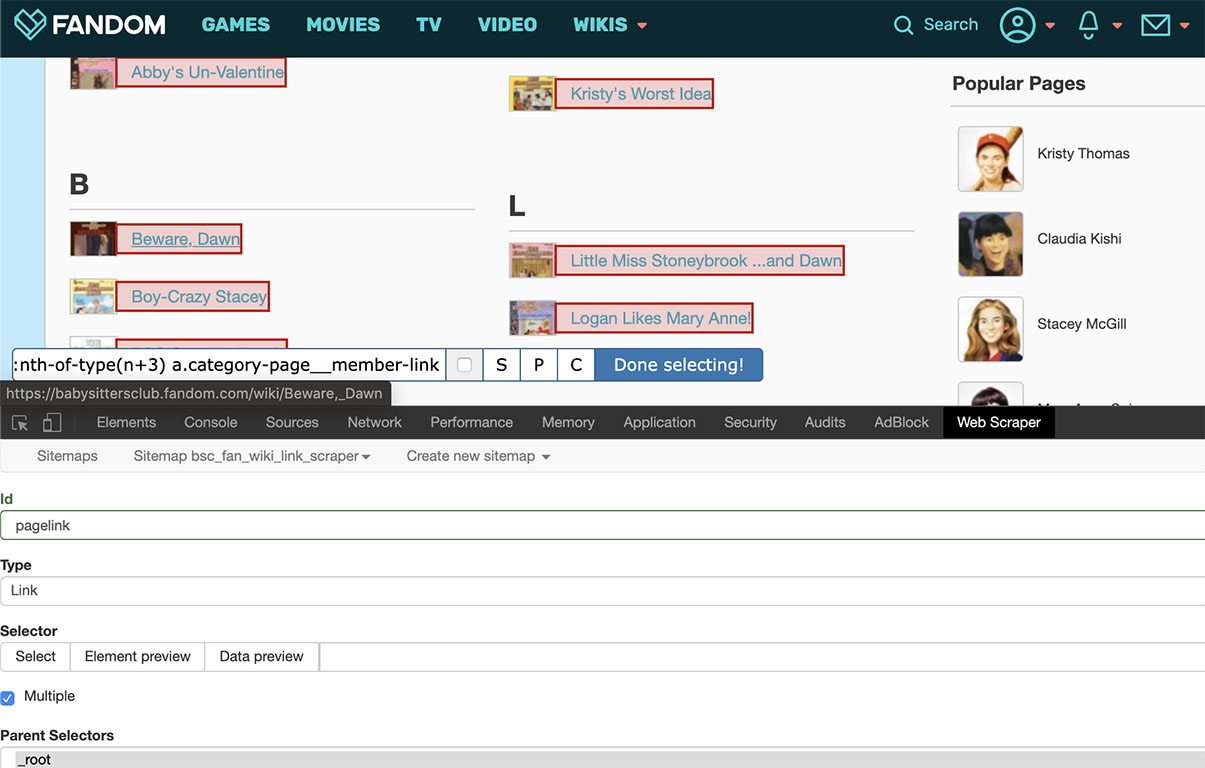 FANDOM GAMES MOVIES TV VIDEO WIKIS Search
Abby's Un-Valentine
Kristy's Worst Idea
B
Beware, Dawn
Boy-Crazy Stacey
L
Little Miss Stoneybrook ...and Dawn
Logan Likes Mary Anne!
Popular Pages
Kristy Thomas
Claudia Kishi
Stacey McGill
:nth-of-type(n+3) a.category-page__member-link S P C Done selecting!
https://babysittersclub.fandom.com/wiki/Beware,_Dawn
Elements Console Sources Network Performance Memory Application Security Audits AdBlock Web Scraper
Sitemaps Sitemap bsc_fan_wiki_link_scraper Create new sitemap
Id
pagelink
Type
Link
Selector
Select Element preview Data preview
Multiple
Parent Selectors
_root